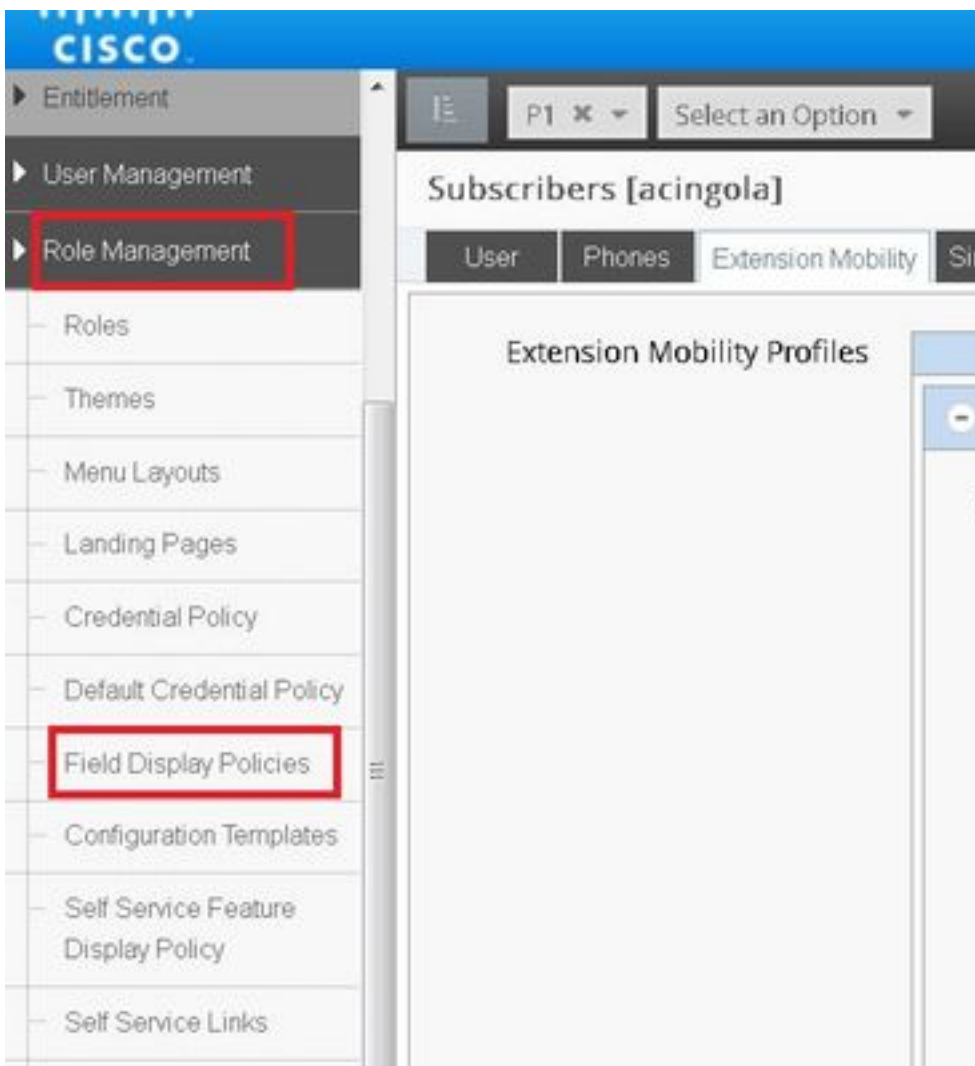 CISCO
Entitlement
User Management
Role Management
Roles
Themes
Menu Layouts
Landing Pages
Credential Policy
Default Credential Policy
Field Display Policies
Configuration Templates
Self Service Feature
Display Policy
Self Service Links
P1
Select an Option
Subscribers [acingola]
User
Phones
Extension Mobility
Extension Mobility Profiles